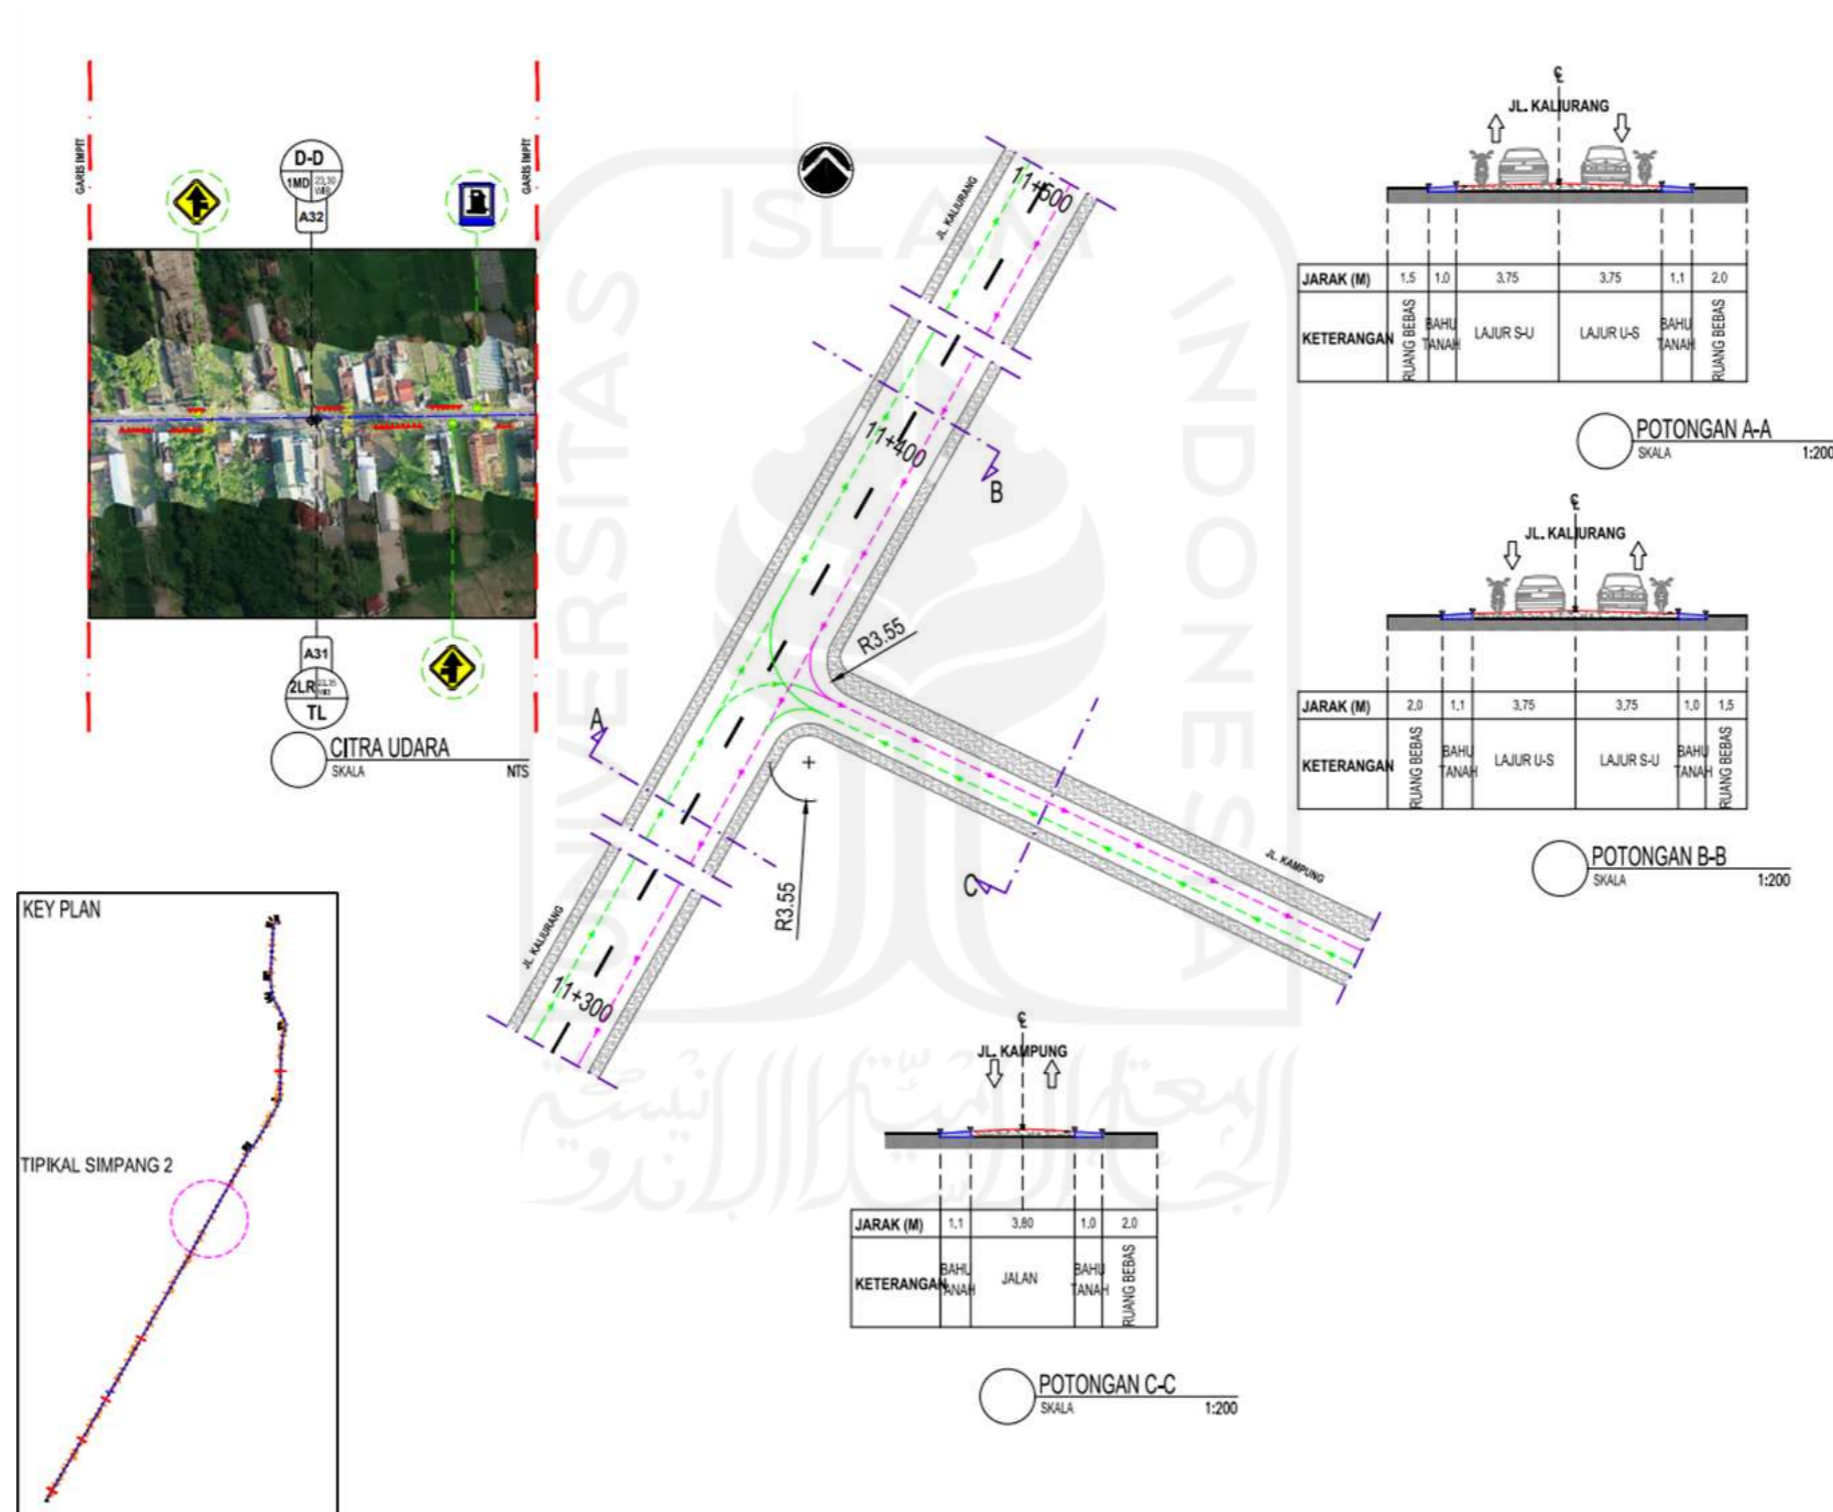 GARIS IMPIT
GARIS IMPIT
D-D
1MD
23,30
WIB
A32
A31
2LR
TL
CITRA UDARA
SKALA
NTS
KEY PLAN
TIPIKAL SIMPANG 2
JL. KALIURANG
11+500
11+400
B
R3.55
A
R3.55
C
JL. KAMPUNG
JL. KALIURANG
11+300
JL. KALIURANG
JARAK (M) 1,5 1,0 3,75 3,75 1,1 2,0
KETERANGAN RUANG BEBAS BAHU TANAH LAJUR S-U LAJUR U-S BAHU TANAH RUANG BEBAS
POTONGAN A-A
SKALA 1:200
JL. KALIURANG
JARAK (M) 2,0 1,1 3,75 3,75 1,0 1,5
KETERANGAN RUANG BEBAS BAHU TANAH LAJUR U-S LAJUR S-U BAHU TANAH RUANG BEBAS
POTONGAN B-B
SKALA 1:200
JL. KAMPUNG
JARAK (M) 1,1 3,80 1,0 2,0
KETERANGAN BAHU TANAH JALAN BAHU TANAH RUANG BEBAS
POTONGAN C-C
SKALA 1:200
UNIVERSITAS
ISLAM
INDONESIA